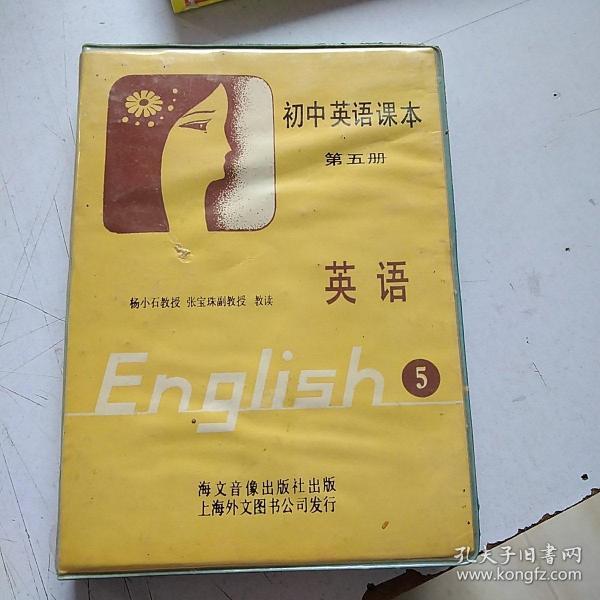 初中英语课本
第五册
英语
杨小石教授 张宝珠副教授 教读
English 5
海文音像出版社出版
上海外文图书公司发行
孔夫子旧书网
www.kongfz.com